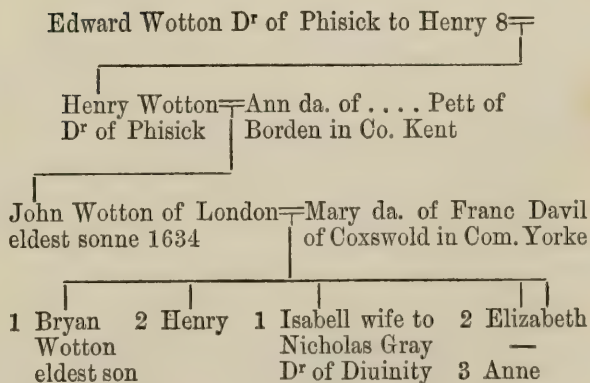 Edward Wotton Dr of Phisick to Henry 8
Henry Wotton Ann da. of . . . . Pett of
Dr of Phisick Borden in Co. Kent
John Wotton of London Mary da. of Franc Davil
eldest sonne 1634 of Coxswold in Com. Yorke
1 Bryan 2 Henry 1 Isabell wife to 2 Elizabeth
Wotton Nicholas Gray —
eldest son Dr of Diuinity 3 Anne